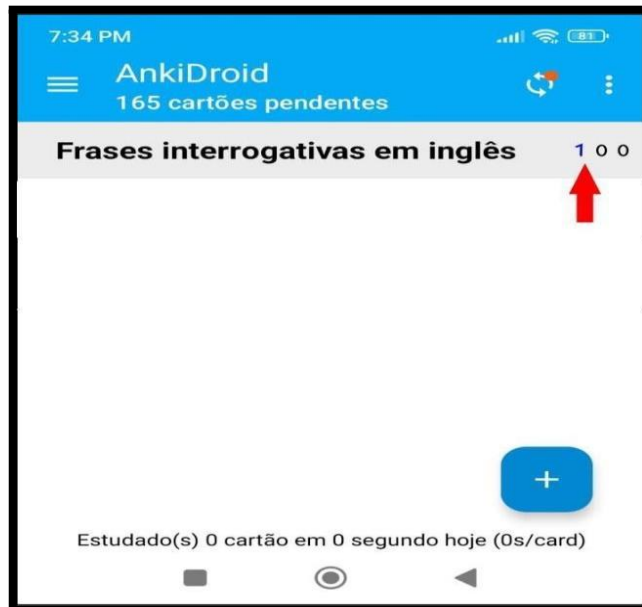 7:34 PM 81
AnkiDroid
165 cartões pendentes
Frases interrogativas em inglês 1 0 0
+
Estudado(s) 0 cartão em 0 segundo hoje (0s/card)